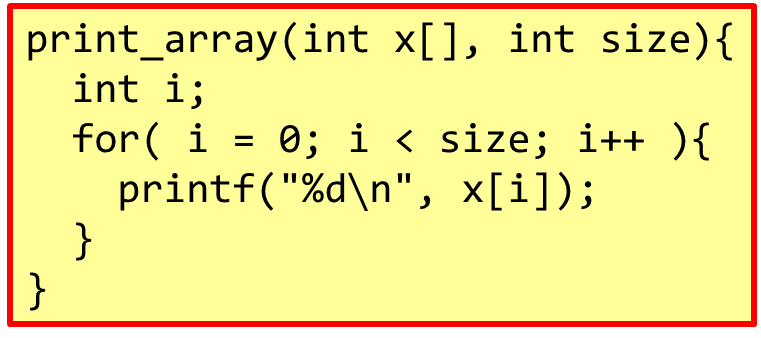 print_array(int x[], int size){
  int i;
  for( i = 0; i < size; i++ ){
    printf("%d\n", x[i]);
  }
}